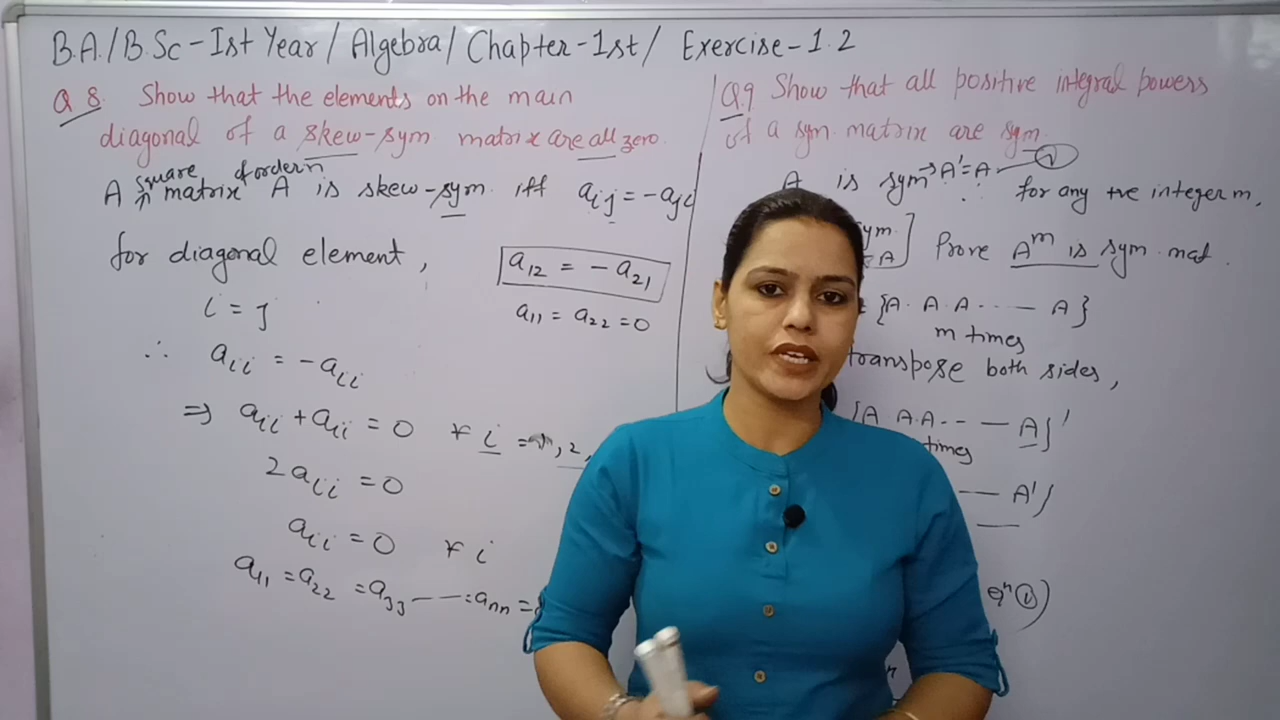 B.A./B.Sc-Ist Year/Algebra/Chapter-1st/ Exercise-1.2
Q 8. Show that the elements on the main
diagonal of a skew-sym matrix are all zero.
A square matrix of order n A is skew-sym. iff aij = -aji
for diagonal element,
a12 = -a21
i = j
a11 = a22 = 0
∴ aii = -aii
⇒ aii + aii = 0 ∀ i = 1, 2,
2aii = 0
aii = 0 ∀ i
a11 = a22 = a33 —— = ann =
Q.9 Show that all positive integral powers
of a sym. matrix are sym.
A is sym → A' = A —
for any +ve integer m,
sym.
A] Prove A^m is sym. mat.
{A. A. A. ... — A}
m times
transpose both sides,
[A. A. A. -- — A]'
times
—— A')
eqn (i))